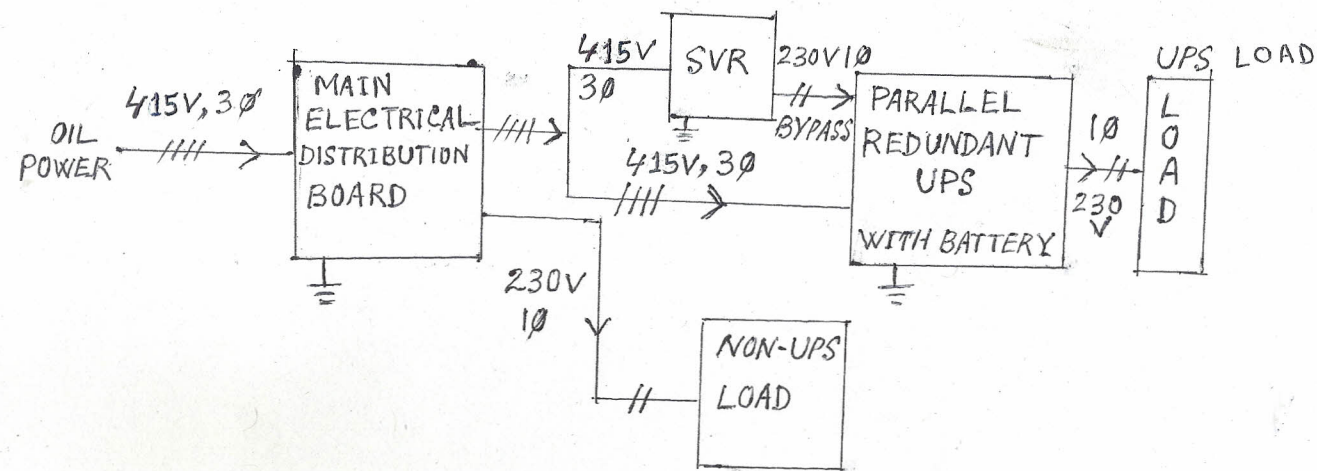 OIL
POWER
415V, 3Ø
MAIN
ELECTRICAL
DISTRIBUTION
BOARD
415V
3Ø
SVR
230V1Ø
BYPASS
415V, 3Ø
PARALLEL
REDUNDANT
UPS
WITH BATTERY
1Ø
230
V
UPS LOAD
LOAD
230V
1Ø
NON-UPS
LOAD